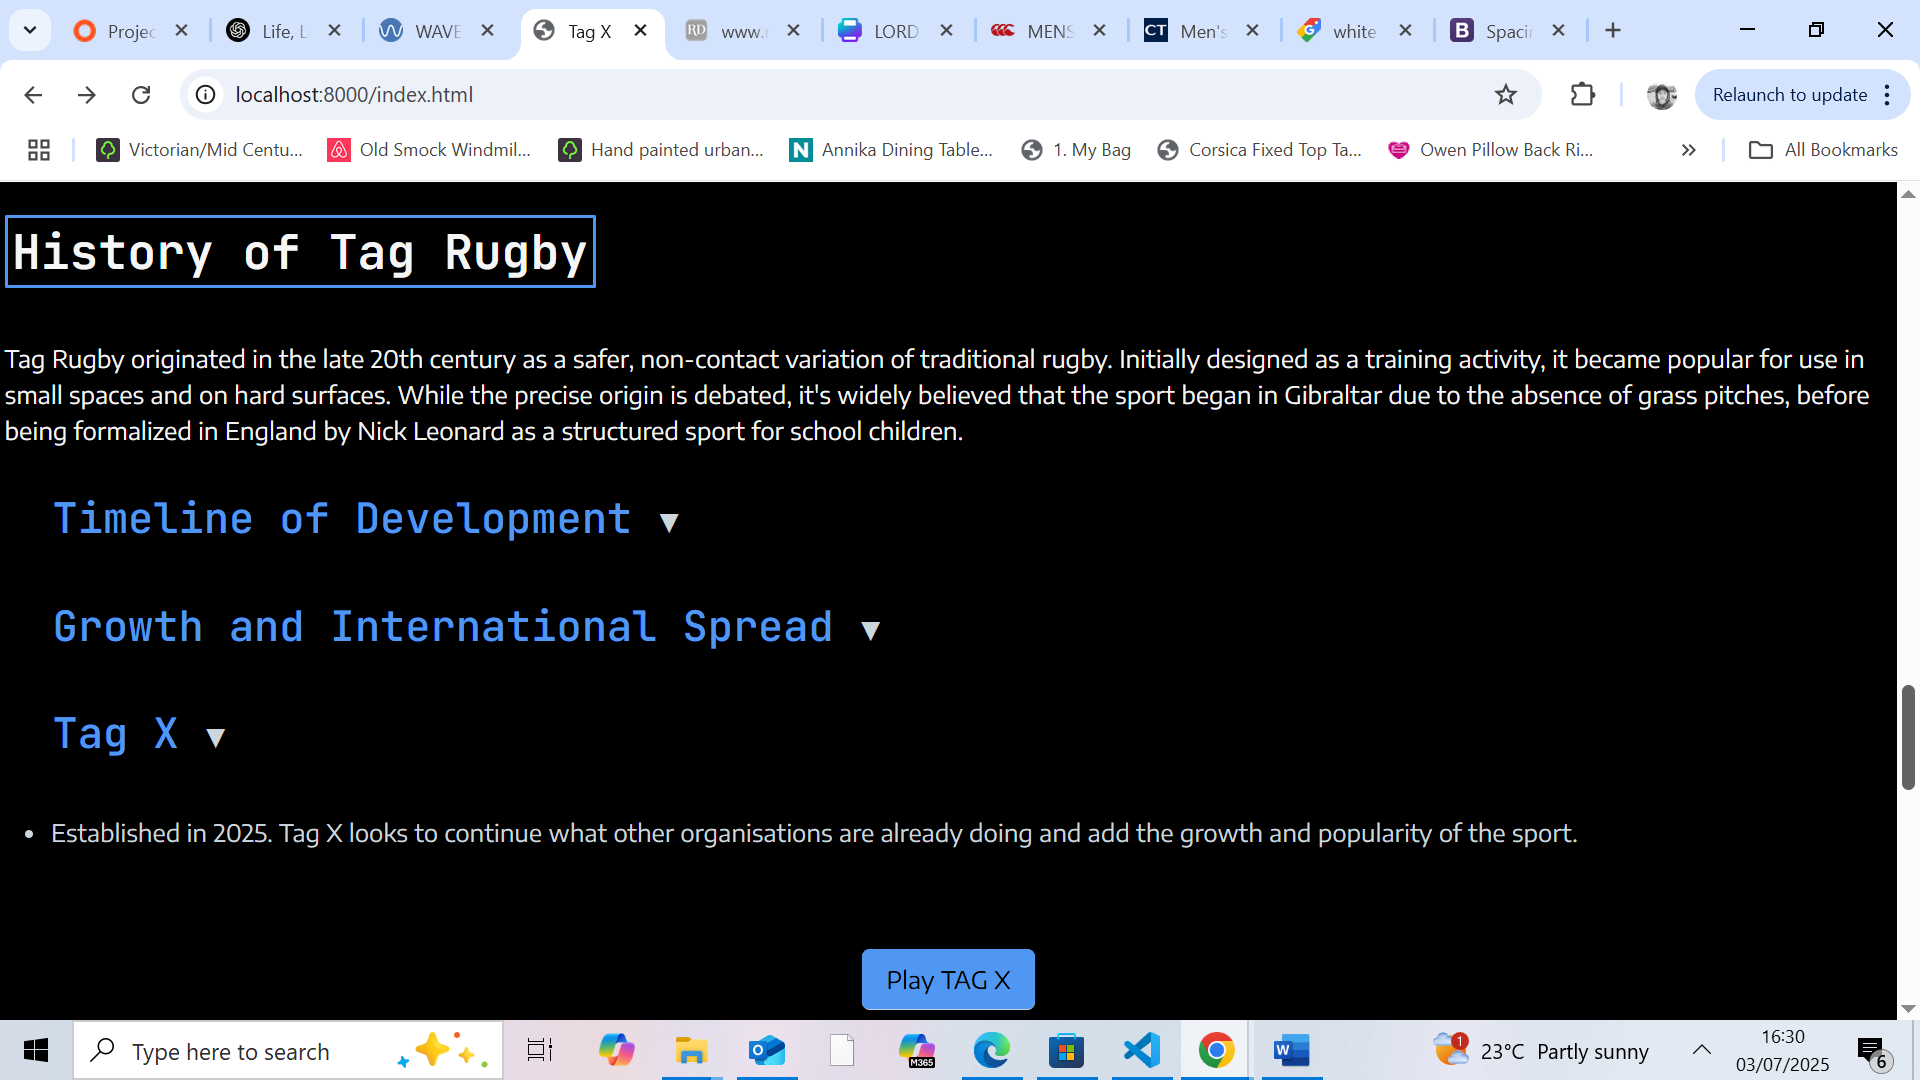 Projec
Life, L
WAVE
Tag X
RD
www.
LORD
MENS
CT
Men's
white
B
Spacin
localhost:8000/index.html
Relaunch to update
Victorian/Mid Centu...
Old Smock Windmil...
Hand painted urban...
N
Annika Dining Table...
1. My Bag
Corsica Fixed Top Ta...
Owen Pillow Back Ri...
All Bookmarks
History of Tag Rugby
Tag Rugby originated in the late 20th century as a safer, non-contact variation of traditional rugby. Initially designed as a training activity, it became popular for use in
small spaces and on hard surfaces. While the precise origin is debated, it's widely believed that the sport began in Gibraltar due to the absence of grass pitches, before
being formalized in England by Nick Leonard as a structured sport for school children.
Timeline of Development ▼
Growth and International Spread ▼
Tag X ▼
• Established in 2025. Tag X looks to continue what other organisations are already doing and add the growth and popularity of the sport.
Play TAG X
Type here to search
M365
1
23°C Partly sunny
16:30
03/07/2025
6